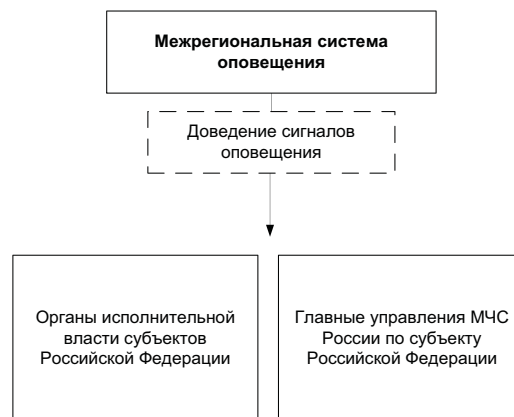 Межрегиональная система
оповещения
Доведение сигналов
оповещения
Органы исполнительной
власти субъектов
Российской Федерации
Главные управления МЧС
России по субъекту
Российской Федерации